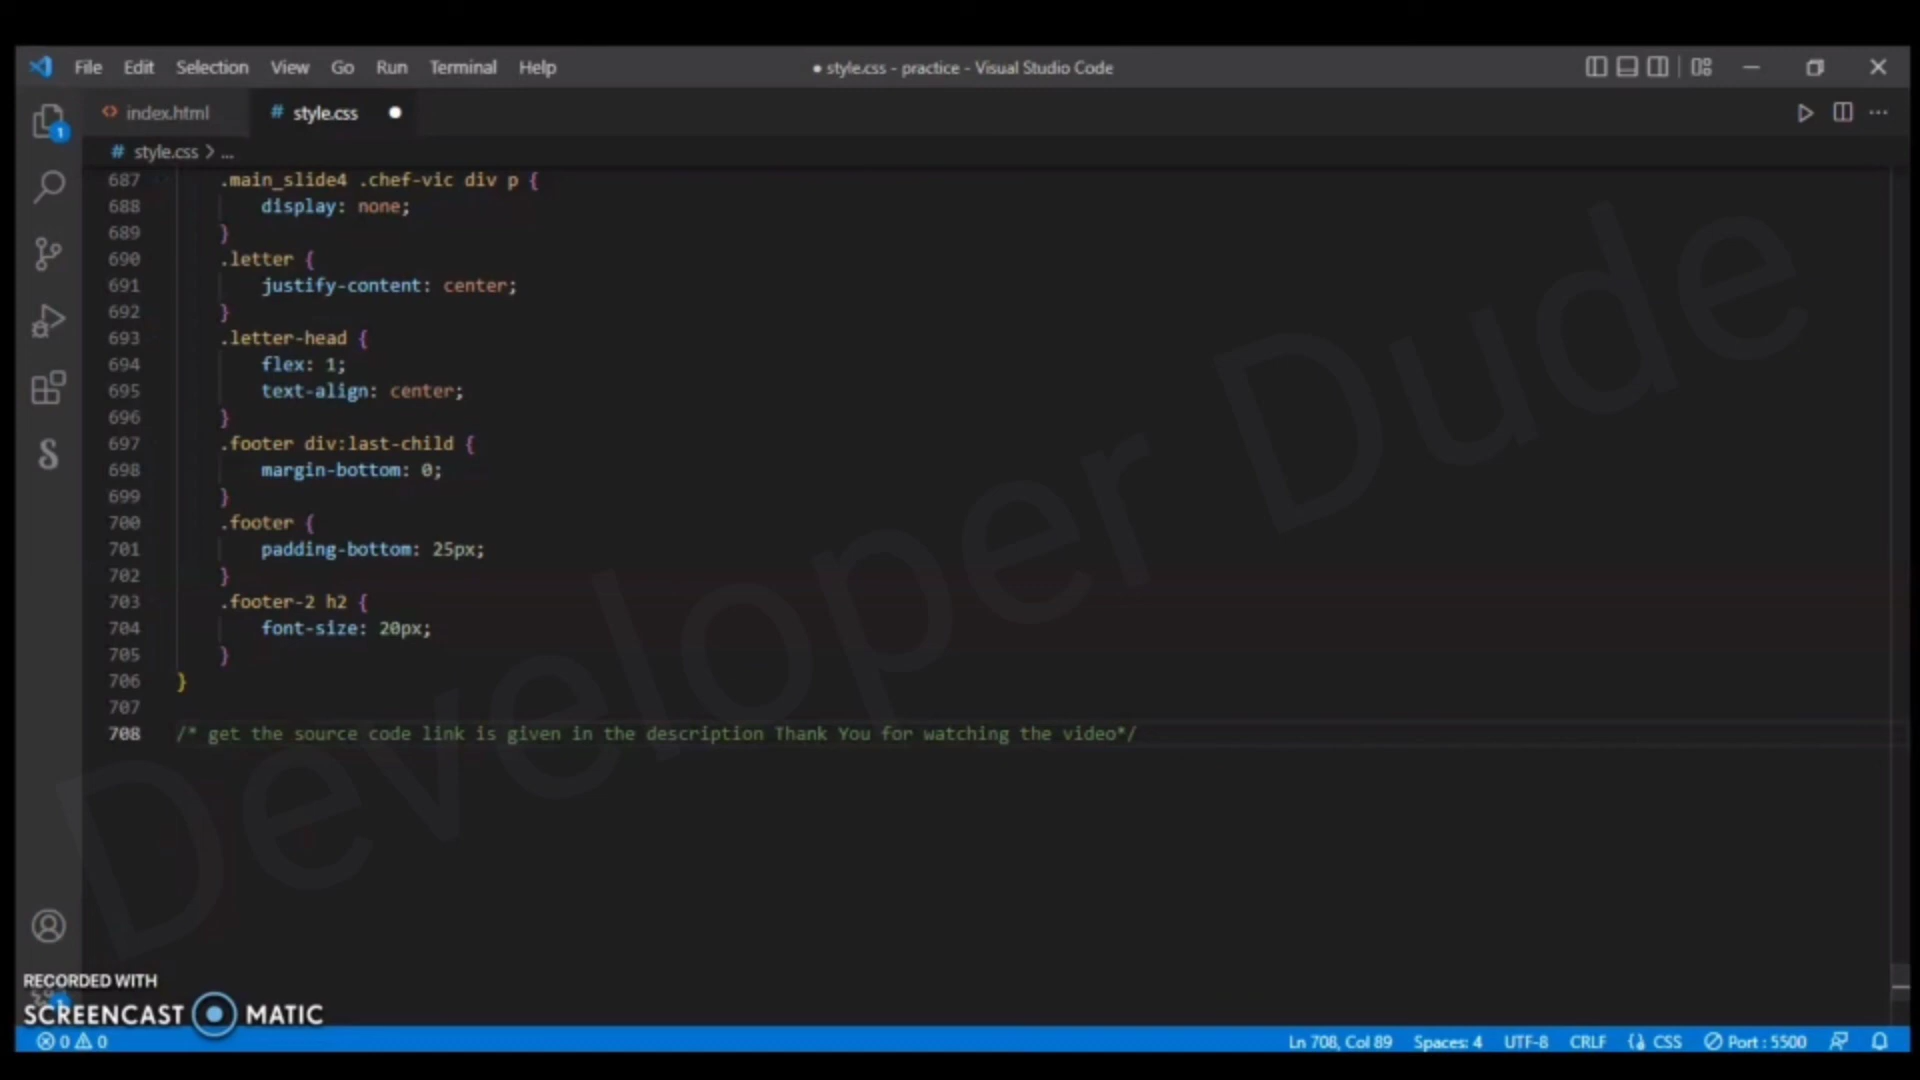 File Edit Selection View Go Run Terminal Help
● style.css - practice - Visual Studio Code
index.html
# style.css ●
# style.css > ...
687 .main_slide4 .chef-vic div p {
688 display: none;
689 }
690 .letter {
691 justify-content: center;
692 }
693 .letter-head {
694 flex: 1;
695 text-align: center;
696 }
697 .footer div:last-child {
698 margin-bottom: 0;
699 }
700 .footer {
701 padding-bottom: 25px;
702 }
703 .footer-2 h2 {
704 font-size: 20px;
705 }
706 }
707
708 /* get the source code link is given in the description Thank You for watching the video*/
Developer Dude
1
RECORDED WITH
SCREENCAST MATIC
0 0
Ln 708, Col 89 Spaces: 4 UTF-8 CRLF CSS Port : 5500